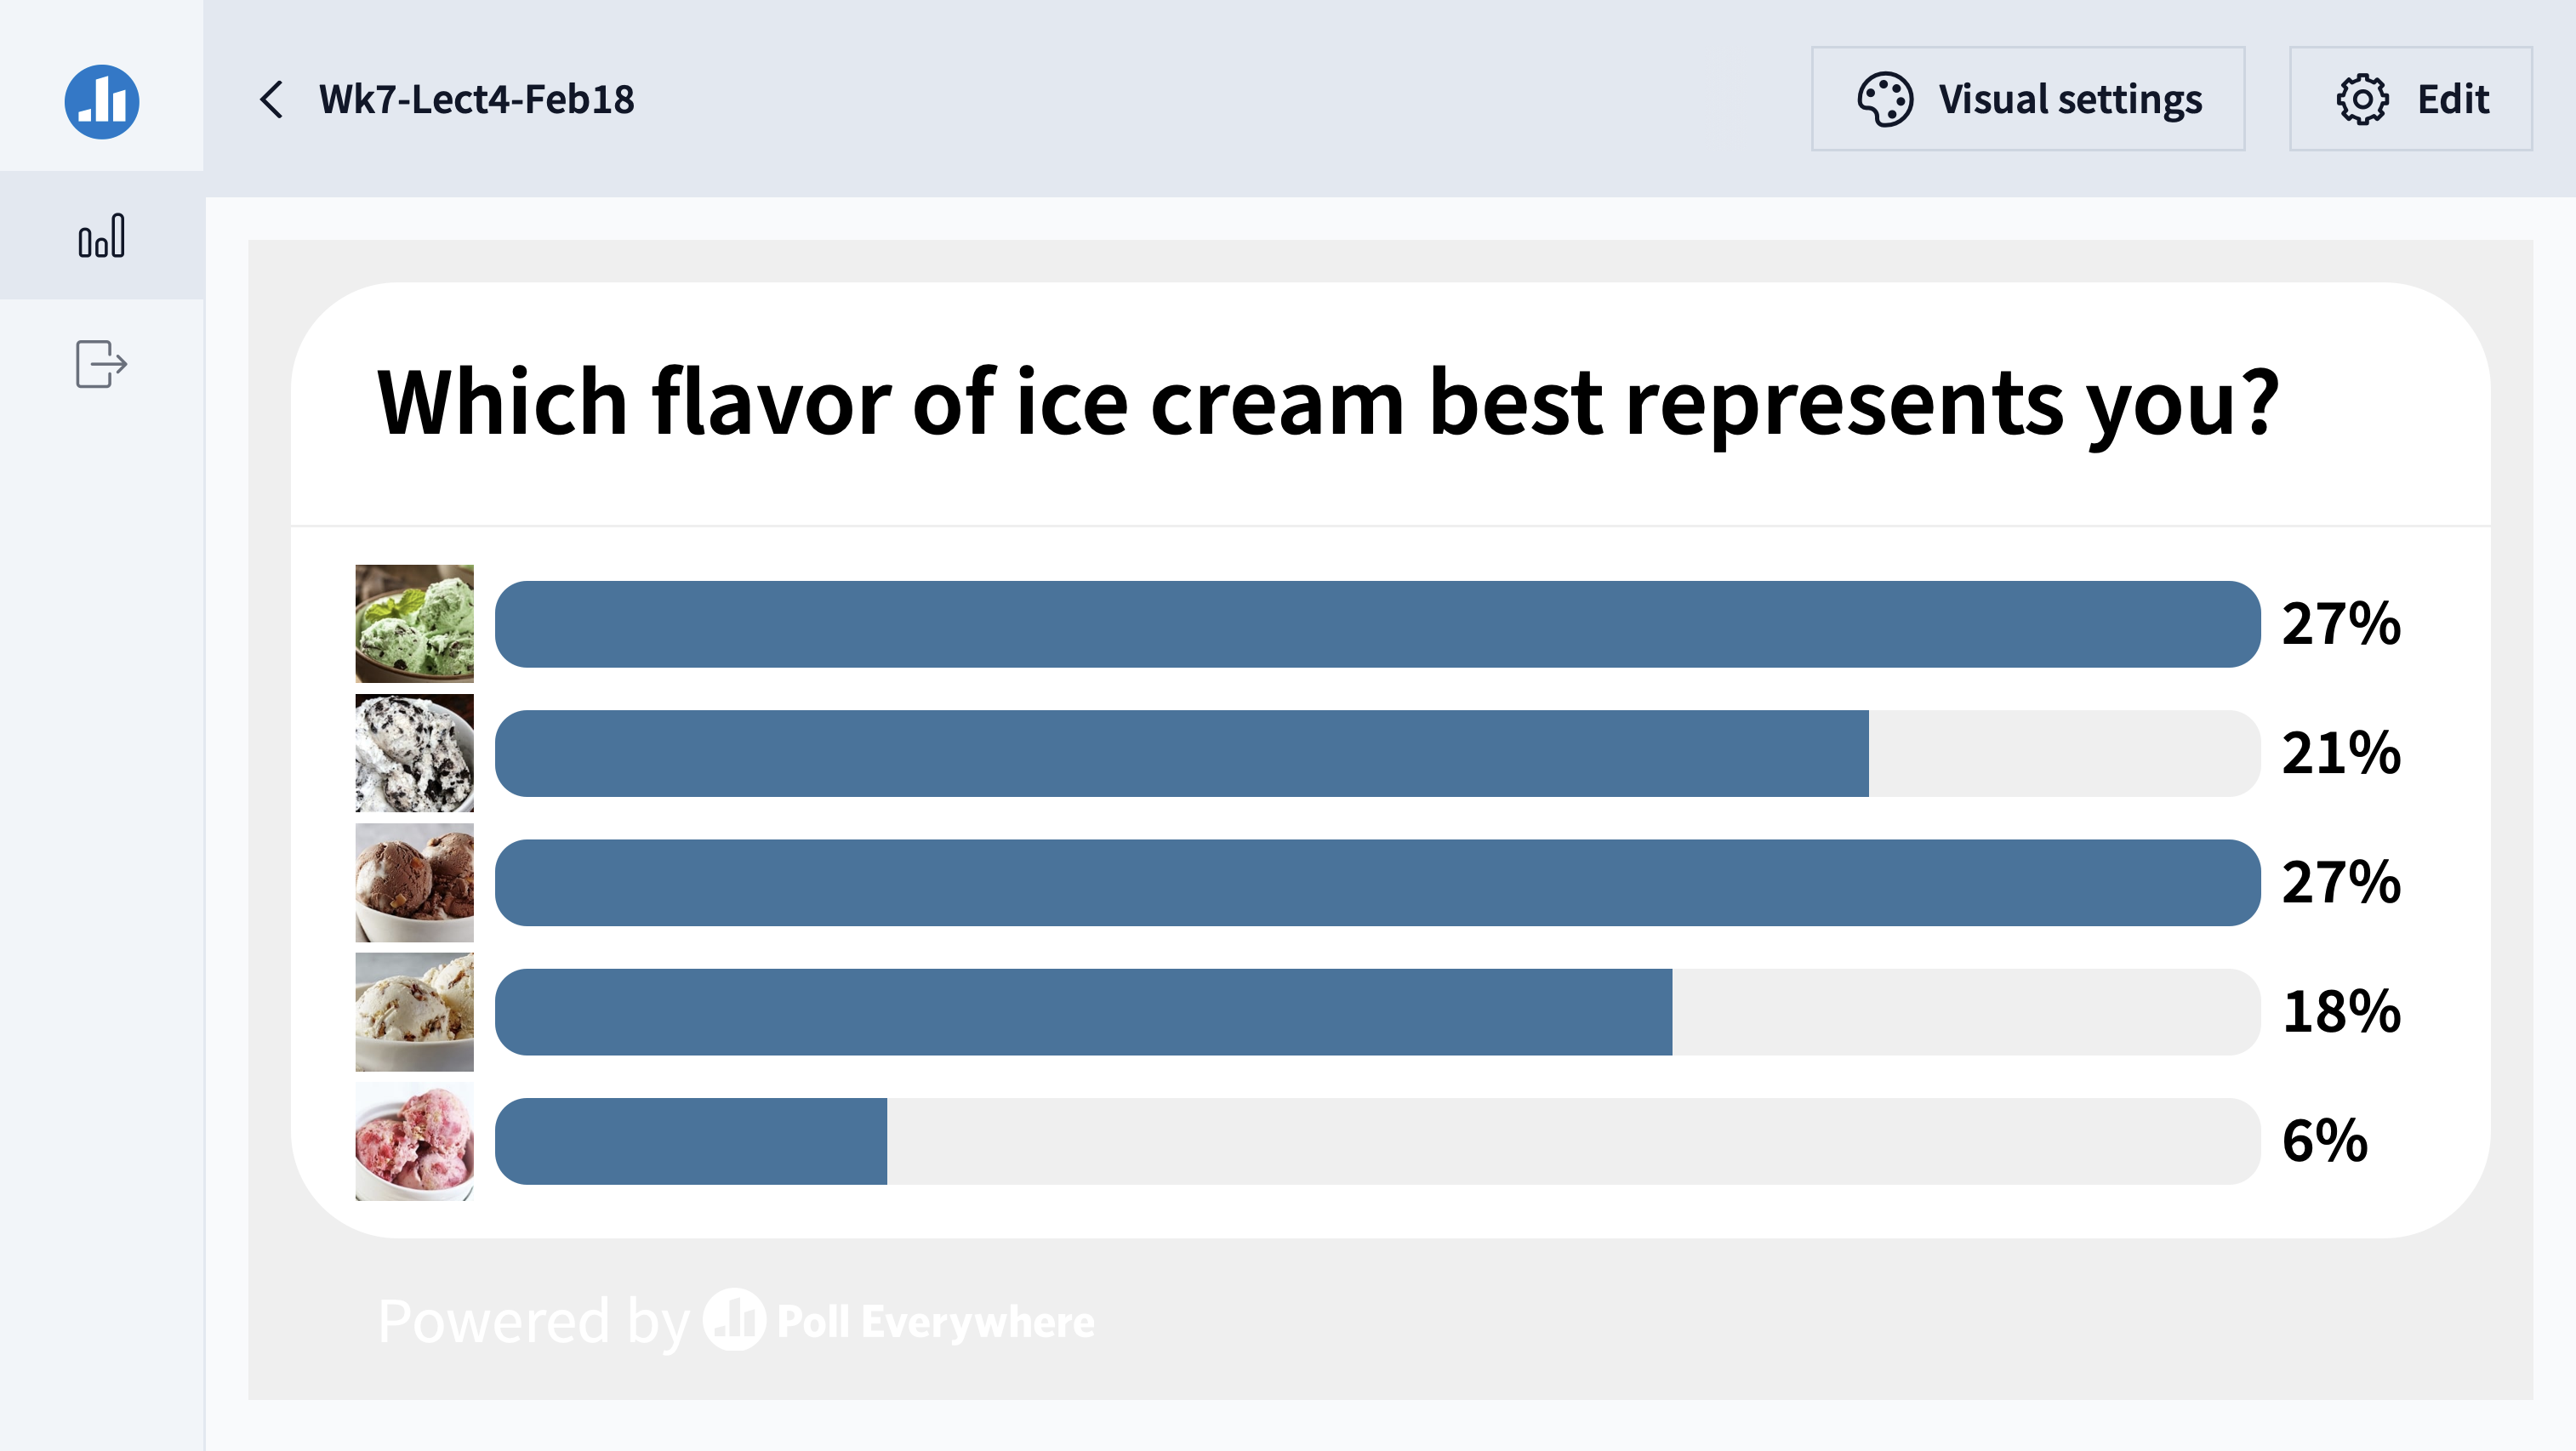 Wk7-Lect4-Feb18
Visual settings
Edit
Which flavor of ice cream best represents you?
27%
21%
27%
18%
6%
Powered by Poll Everywhere